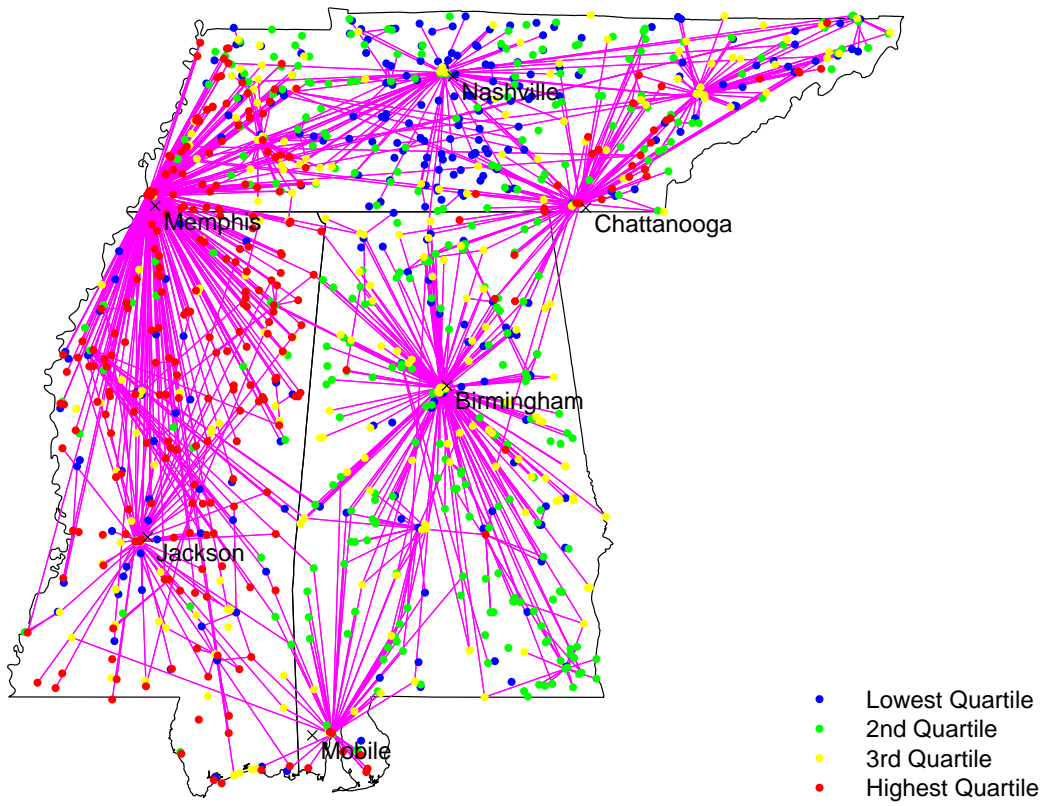 Nashville
Memphis
Chattanooga
Birmingham
Jackson
Mobile
Lowest Quartile
2nd Quartile
3rd Quartile
Highest Quartile